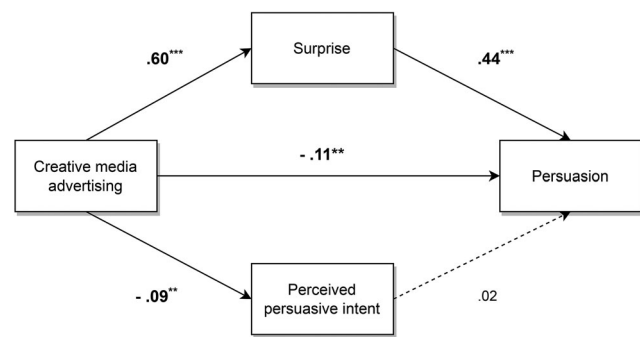 Surprise
.60***
.44***
Creative media
advertising
- .11**
Persuasion
- .09**
Perceived
persuasive intent
.02